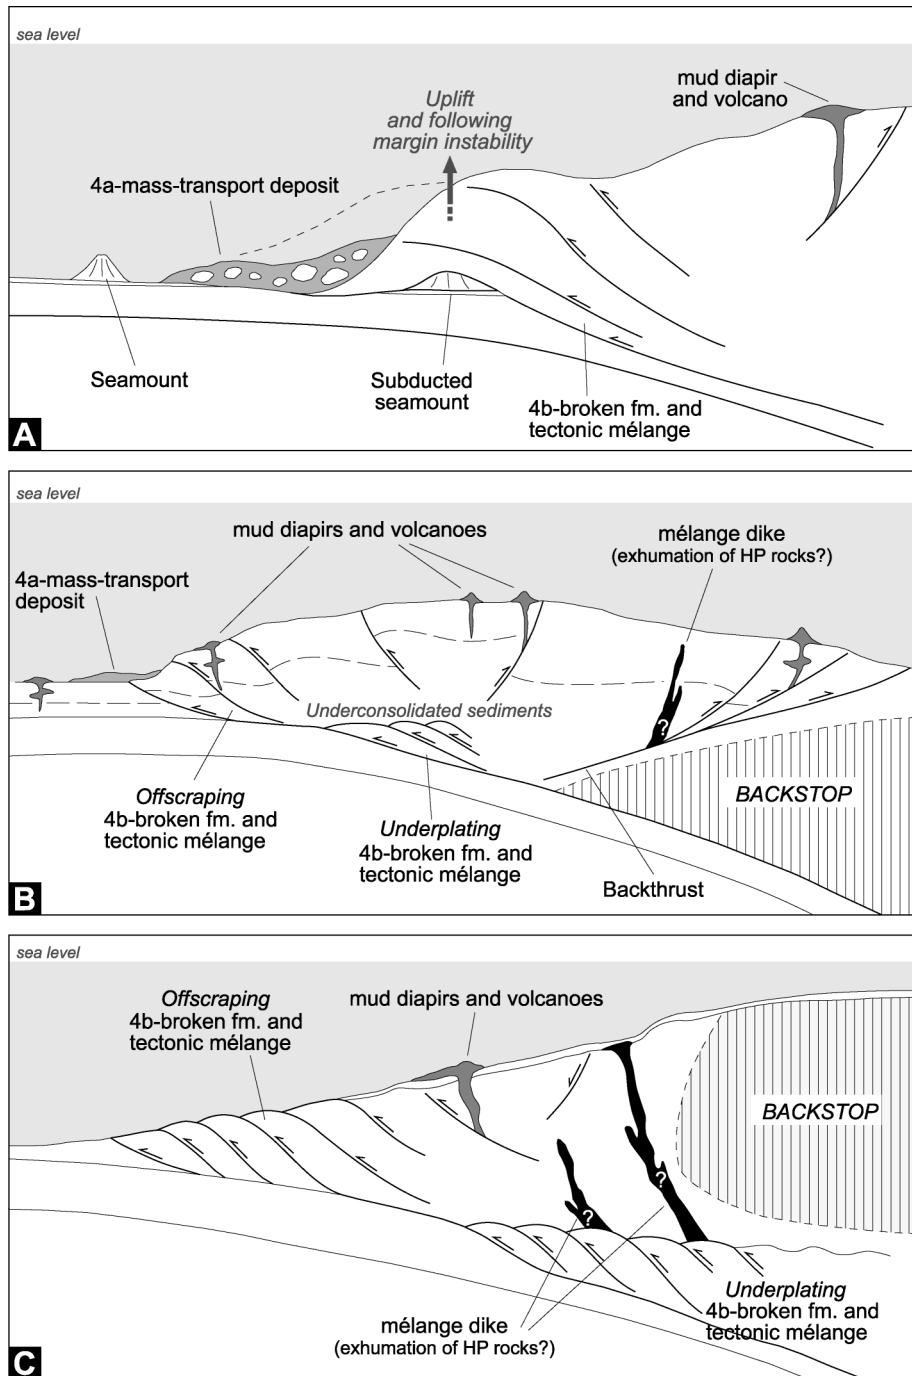 sea level
mud diapir
and volcano
Uplift
and following
margin instability
4a-mass-transport deposit
Seamount
Subducted
seamount
4b-broken fm. and
tectonic mélange
A
sea level
mud diapirs and volcanoes
mélange dike
(exhumation of HP rocks?)
4a-mass-transport
deposit
Underconsolidated sediments
?
Offscraping
4b-broken fm. and
tectonic mélange
Underplating
4b-broken fm. and
tectonic mélange
BACKSTOP
Backthrust
B
sea level
Offscraping
4b-broken fm. and
tectonic mélange
mud diapirs and volcanoes
BACKSTOP
?
?
Underplating
4b-broken fm. and
tectonic mélange
mélange dike
(exhumation of HP rocks?)
C